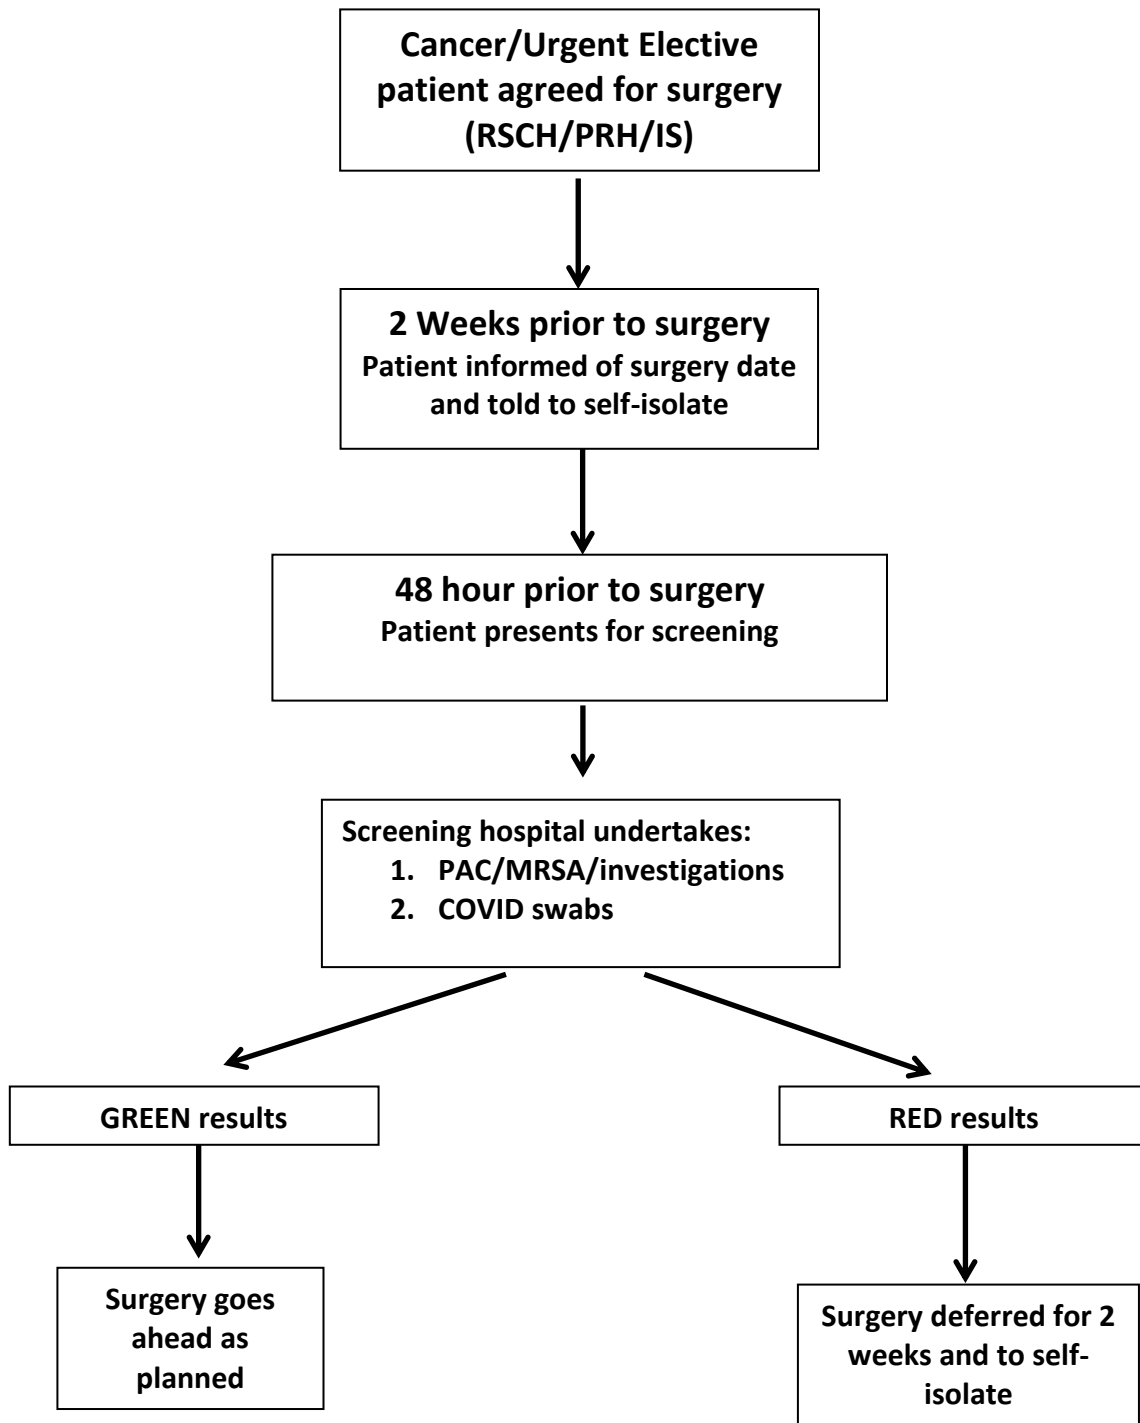 Cancer/Urgent Elective
patient agreed for surgery
(RSCH/PRH/IS)
2 Weeks prior to surgery
Patient informed of surgery date
and told to self-isolate
48 hour prior to surgery
Patient presents for screening
Screening hospital undertakes:
1. PAC/MRSA/investigations
2. COVID swabs
GREEN results
RED results
Surgery goes
ahead as
planned
Surgery deferred for 2
weeks and to self-
isolate